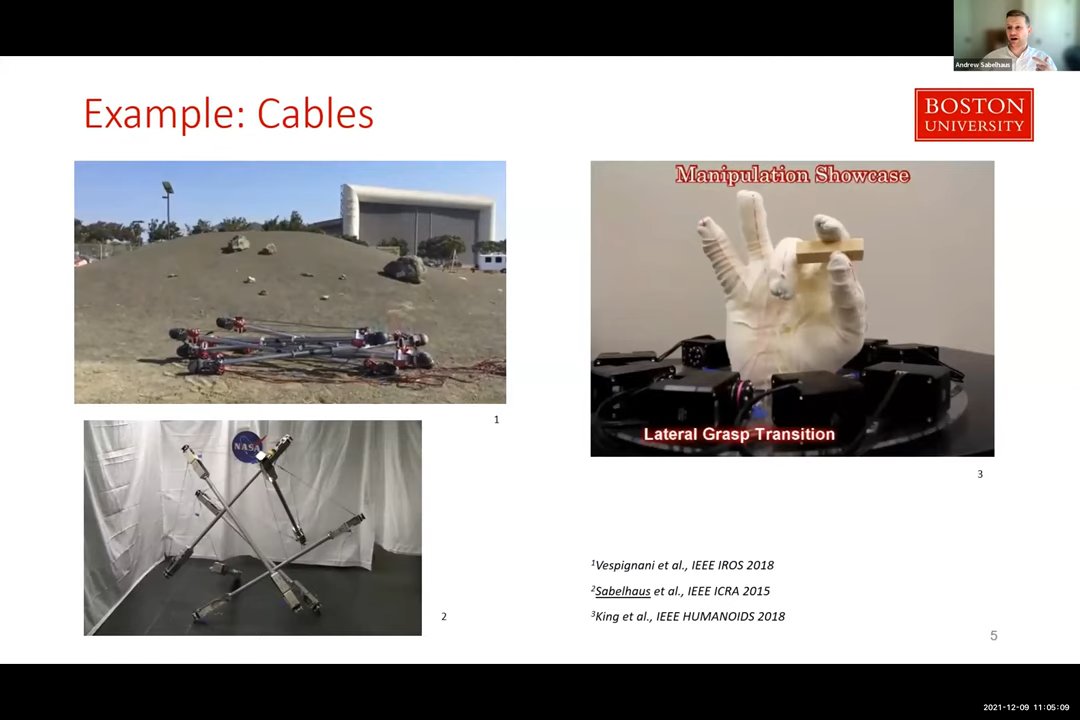 Andrew Sabelhaus
Example: Cables
BOSTON
UNIVERSITY
Manipulation Showcase
Lateral Grasp Transition
1
NASA
2
3
1Vespignani et al., IEEE IROS 2018
2Sabelhaus et al., IEEE ICRA 2015
3King et al., IEEE HUMANOIDS 2018
5
2021-12-09 11:05:09